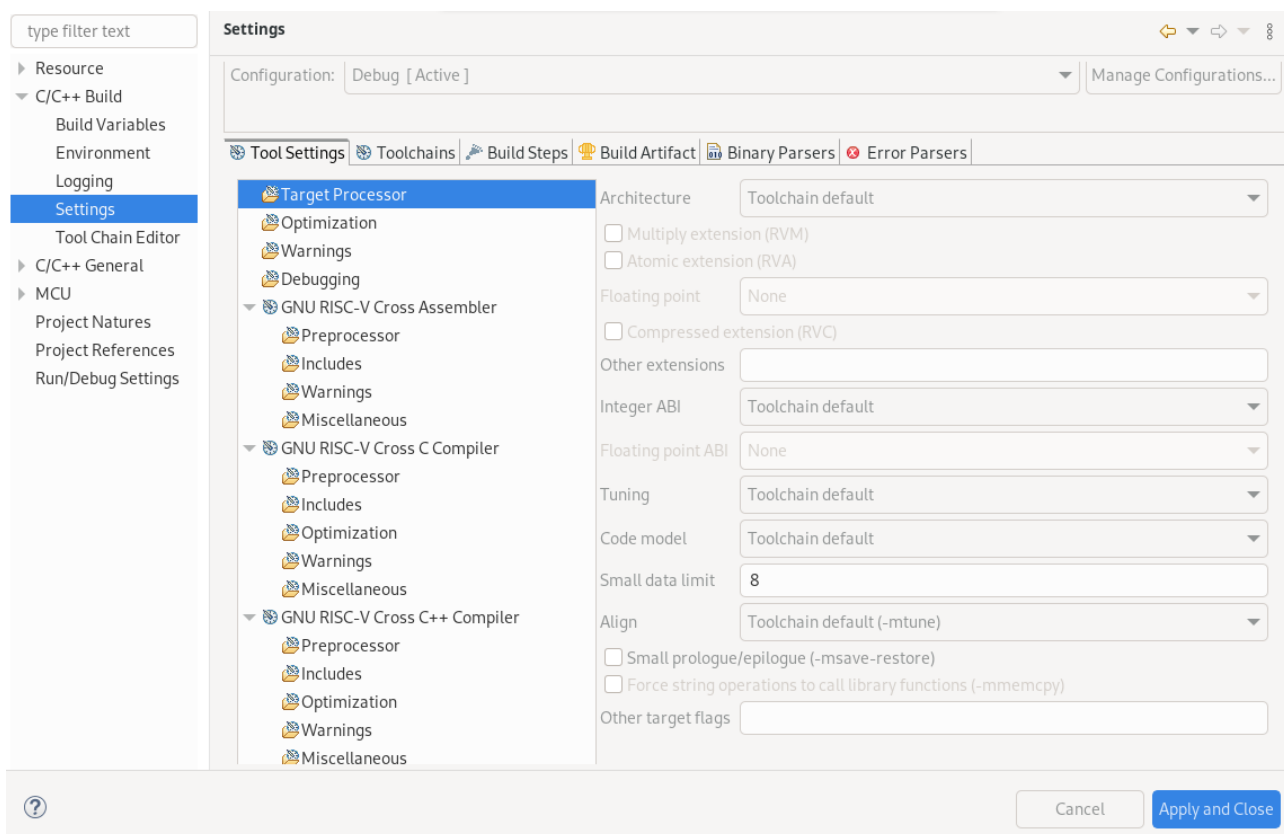 type filter text
Resource
C/C++ Build
Build Variables
Environment
Logging
Settings
Tool Chain Editor
C/C++ General
MCU
Project Natures
Project References
Run/Debug Settings
Settings
Configuration: Debug [ Active ] Manage Configurations...
Tool Settings Toolchains Build Steps Build Artifact Binary Parsers Error Parsers
Target Processor
Optimization
Warnings
Debugging
GNU RISC-V Cross Assembler
Preprocessor
Includes
Warnings
Miscellaneous
GNU RISC-V Cross C Compiler
Preprocessor
Includes
Optimization
Warnings
Miscellaneous
GNU RISC-V Cross C++ Compiler
Preprocessor
Includes
Optimization
Warnings
Miscellaneous
Architecture Toolchain default
Multiply extension (RVM)
Atomic extension (RVA)
Floating point None
Compressed extension (RVC)
Other extensions
Integer ABI Toolchain default
Floating point ABI None
Tuning Toolchain default
Code model Toolchain default
Small data limit 8
Align Toolchain default (-mtune)
Small prologue/epilogue (-msave-restore)
Force string operations to call library functions (-mmemcpy)
Other target flags
Cancel Apply and Close